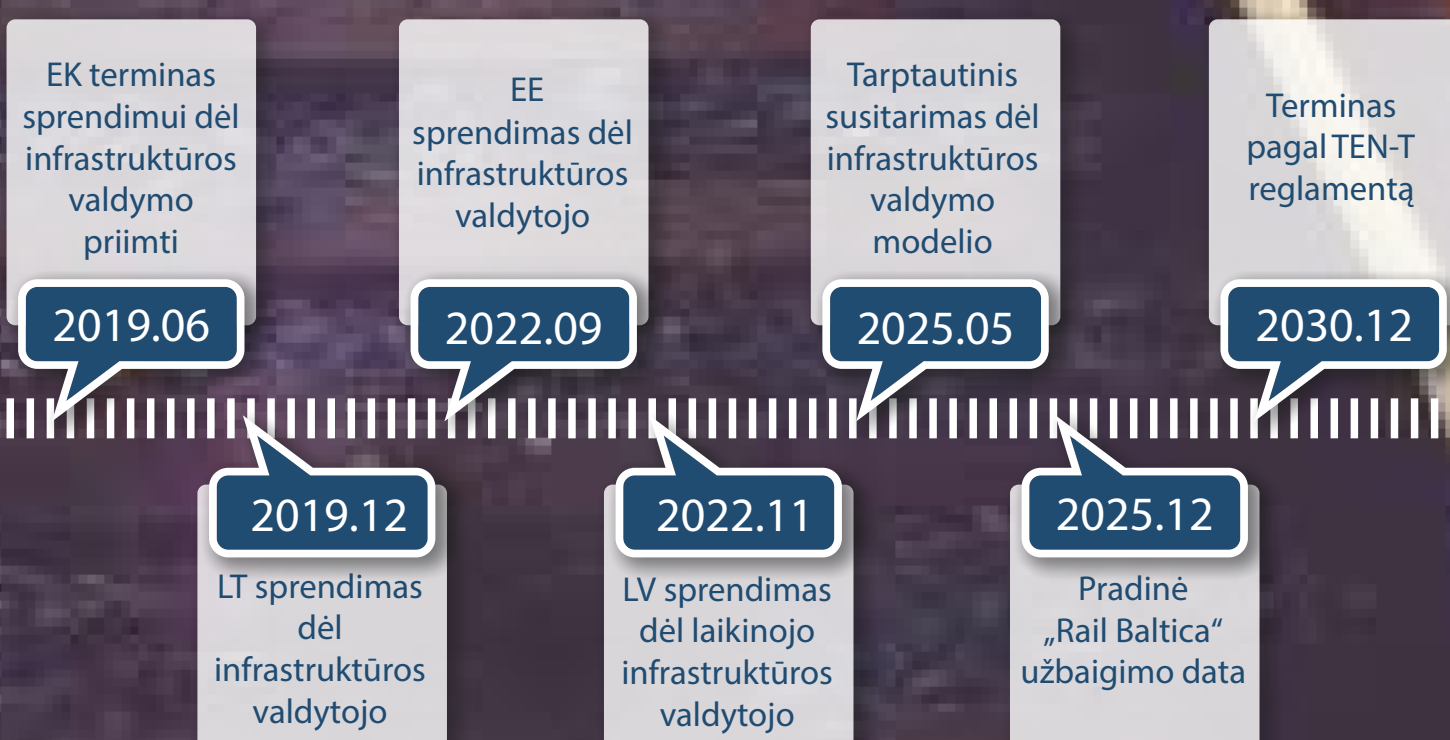 EK terminas
sprendimui dėl
infrastruktūros
valdymo
priimti
2019.06
EE
sprendimas dėl
infrastruktūros
valdytojo
2022.09
Tarptautinis
susitarimas dėl
infrastruktūros
valdymo
modelio
2025.05
Terminas
pagal TEN-T
reglamentą
2030.12
2019.12
LT sprendimas
dėl
infrastruktūros
valdytojo
2022.11
LV sprendimas
dėl laikinojo
infrastruktūros
valdytojo
2025.12
Pradinė
„Rail Baltica“
užbaigimo data